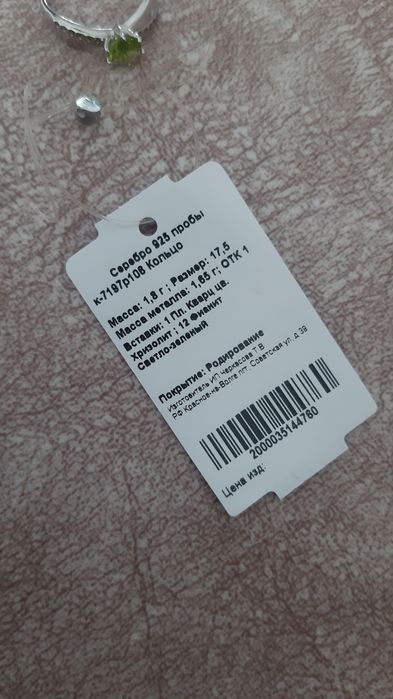 Серебро 925 пробы
к-7197р106 Кольцо
Масса: 1,8 г ; Размер: 17,5
Масса металла: 1,65 г; ОТК 1
Вставки: 1 Пл. Кварц цв.
Хризолит ; 12 Фианит
Светло-зеленый
Покрытие: Родирование
Изготовитель ИП Черкасова Т. В.
РФ Красное-на-Волге пгт, Советская ул, д 39
2000035144780
Цена изд: